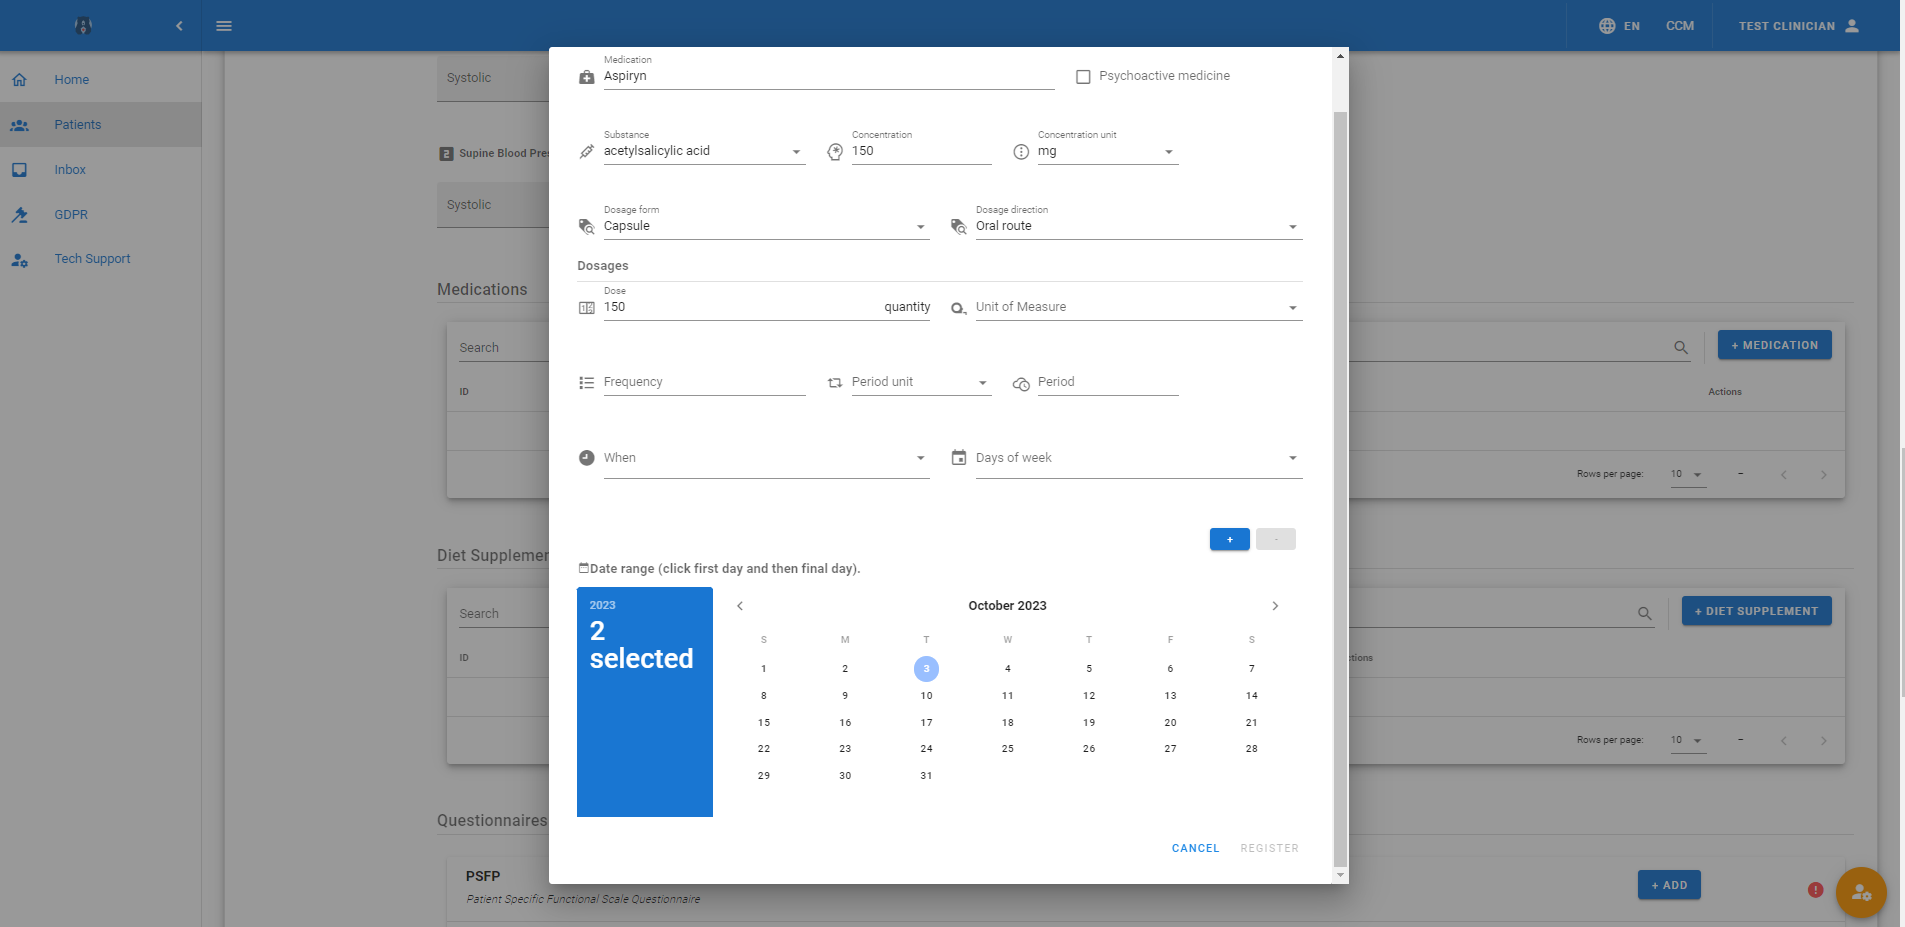 EN
CCM
TEST CLINICIAN
Home
Patients
Inbox
GDPR
Tech Support
Systolic
2 Supine Blood Pres
Systolic
Medications
Search
+ MEDICATION
ID
Actions
Rows per page:
10
–
Diet Supplemen
Search
+ DIET SUPPLEMENT
ID
ctions
Rows per page:
10
–
Questionnaires
PSFP
Patient Specific Functional Scale Questionnaire
+ ADD
Medication
Aspiryn
Psychoactive medicine
Substance
acetylsalicylic acid
Concentration
150
Concentration unit
mg
Dosage form
Capsule
Dosage direction
Oral route
Dosages
Dose
150
quantity
Unit of Measure
Frequency
Period unit
Period
When
Days of week
+
-
Date range (click first day and then final day).
2023
2
selected
October 2023
S M T W T F S
1 2 3 4 5 6 7
8 9 10 11 12 13 14
15 16 17 18 19 20 21
22 23 24 25 26 27 28
29 30 31
CANCEL
REGISTER